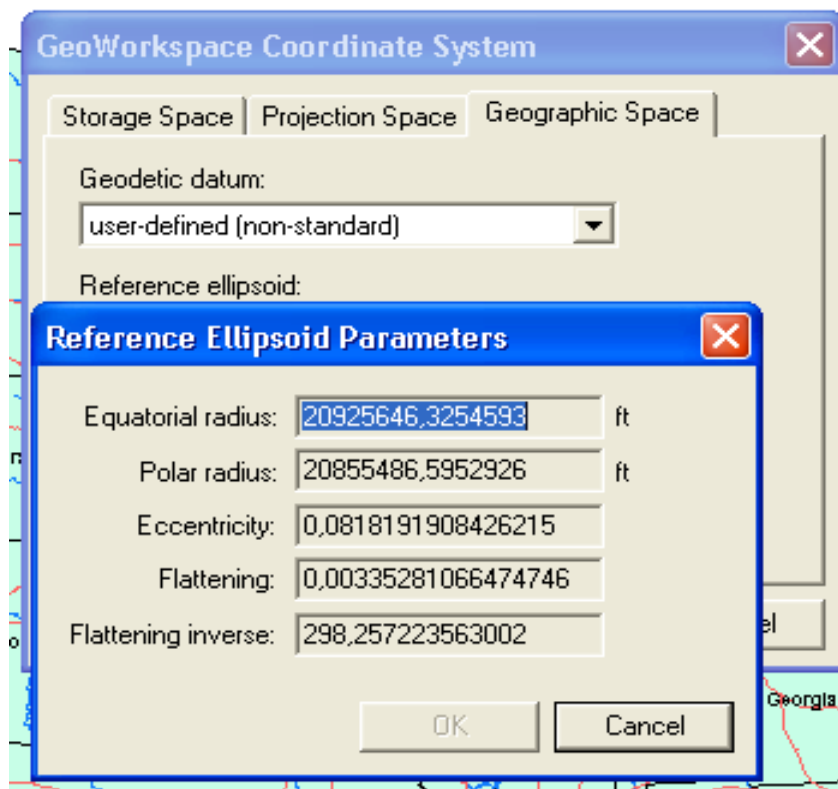 GeoWorkspace Coordinate System
Storage Space Projection Space Geographic Space
Geodetic datum:
user-defined (non-standard)
Reference ellipsoid:
Reference Ellipsoid Parameters
Equatorial radius: 20925646,3254593 ft
Polar radius: 20855486,5952926 ft
Eccentricity: 0,0818191908426215
Flattening: 0,00335281066474746
Flattening inverse: 298,257223563002
el
OK Cancel
Georgia